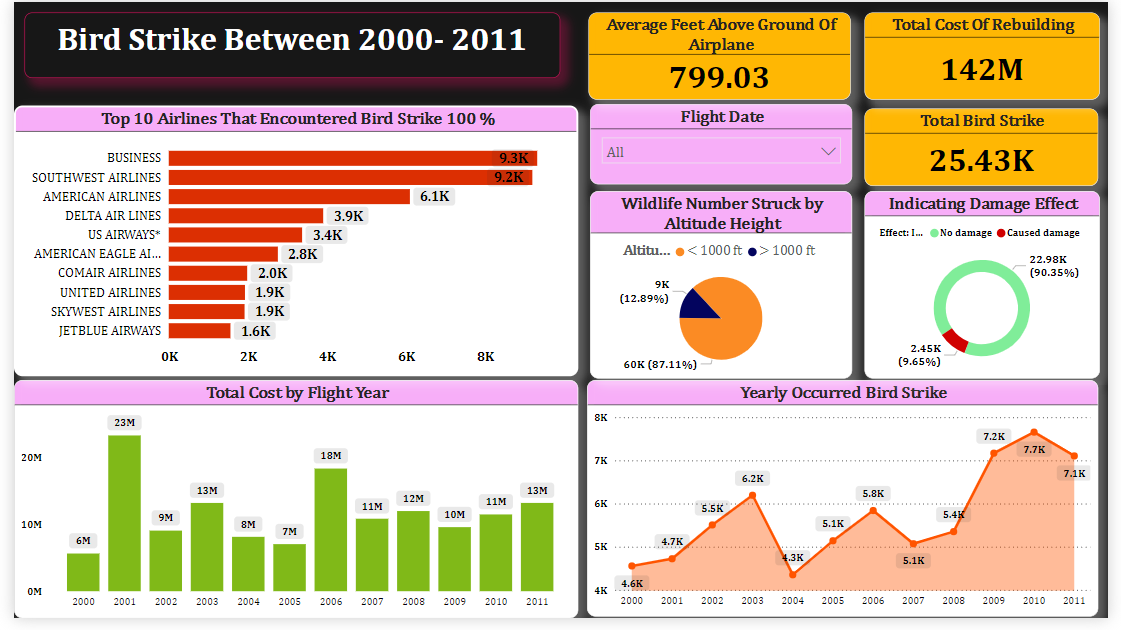 Bird Strike Between 2000- 2011
Average Feet Above Ground Of
Airplane
799.03
Total Cost Of Rebuilding
142M
Top 10 Airlines That Encountered Bird Strike 100 %
BUSINESS 9.3K
SOUTHWEST AIRLINES 9.2K
AMERICAN AIRLINES 6.1K
DELTA AIR LINES 3.9K
US AIRWAYS* 3.4K
AMERICAN EAGLE AI... 2.8K
COMAIR AIRLINES 2.0K
UNITED AIRLINES 1.9K
SKYWEST AIRLINES 1.9K
JETBLUE AIRWAYS 1.6K
0K 2K 4K 6K 8K
Flight Date
All
Total Bird Strike
25.43K
Wildlife Number Struck by
Altitude Height
Altitu... < 1000 ft > 1000 ft
9K
(12.89%)
60K (87.11%)
Indicating Damage Effect
Effect: I... No damage Caused damage
22.98K
(90.35%)
2.45K
(9.65%)
Total Cost by Flight Year
20M
10M
0M
6M 23M 9M 13M 8M 7M 18M 11M 12M 10M 11M 13M
2000 2001 2002 2003 2004 2005 2006 2007 2008 2009 2010 2011
Yearly Occurred Bird Strike
8K
7K
6K
5K
4K
4.6K 4.7K 5.5K 6.2K 4.3K 5.1K 5.8K 5.1K 5.4K 7.2K 7.7K 7.1K
2000 2001 2002 2003 2004 2005 2006 2007 2008 2009 2010 2011